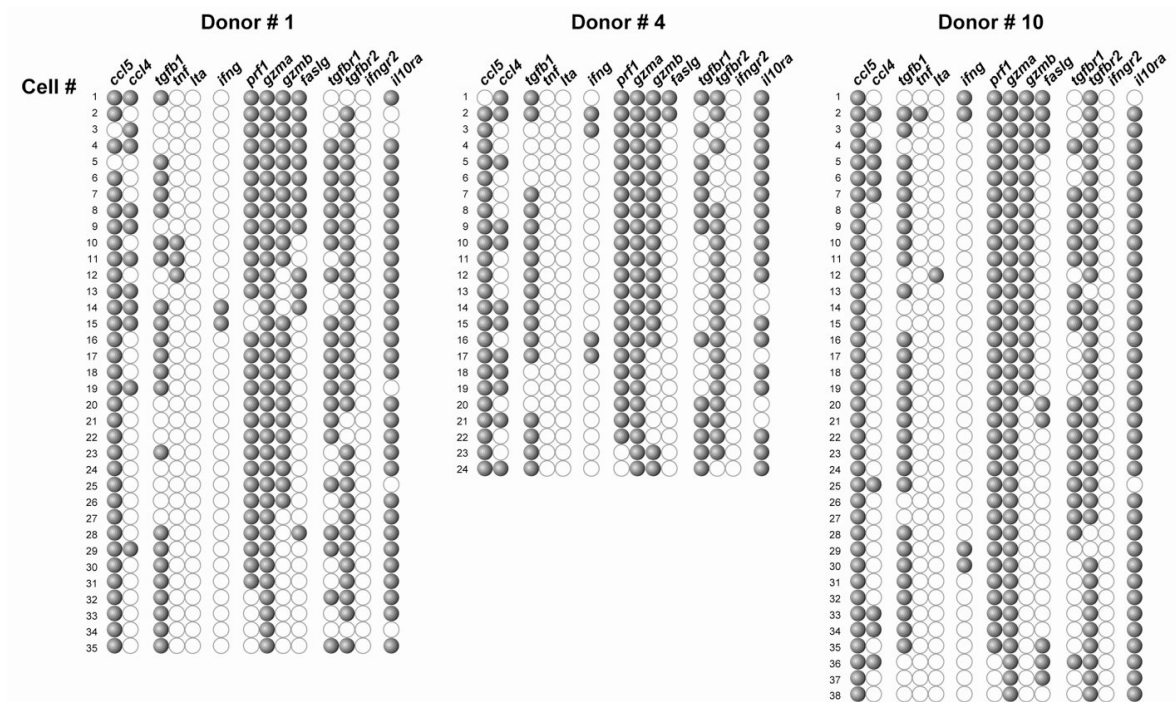 Donor # 1 Donor # 4 Donor # 10
Cell #
ccl5 ccl4 tgfb1 tnf lta ifng prf1 gzma gzmb faslg tgfbr1 tgfbr2 ifngr2 il10ra
ccl5 ccl4 tgfb1 tnf lta ifng prf1 gzma gzmb faslg tgfbr1 tgfbr2 ifngr2 il10ra
ccl5 ccl4 tgfb1 tnf lta ifng prf1 gzma gzmb faslg tgfbr1 tgfbr2 ifngr2 il10ra
1 1 1
2 2 2
3 3 3
4 4 4
5 5 5
6 6 6
7 7 7
8 8 8
9 9 9
10 10 10
11 11 11
12 12 12
13 13 13
14 14 14
15 15 15
16 16 16
17 17 17
18 18 18
19 19 19
20 20 20
21 21 21
22 22 22
23 23 23
24 24 24
25 25
26 26
27 27
28 28
29 29
30 30
31 31
32 32
33 33
34 34
35 35
36
37
38